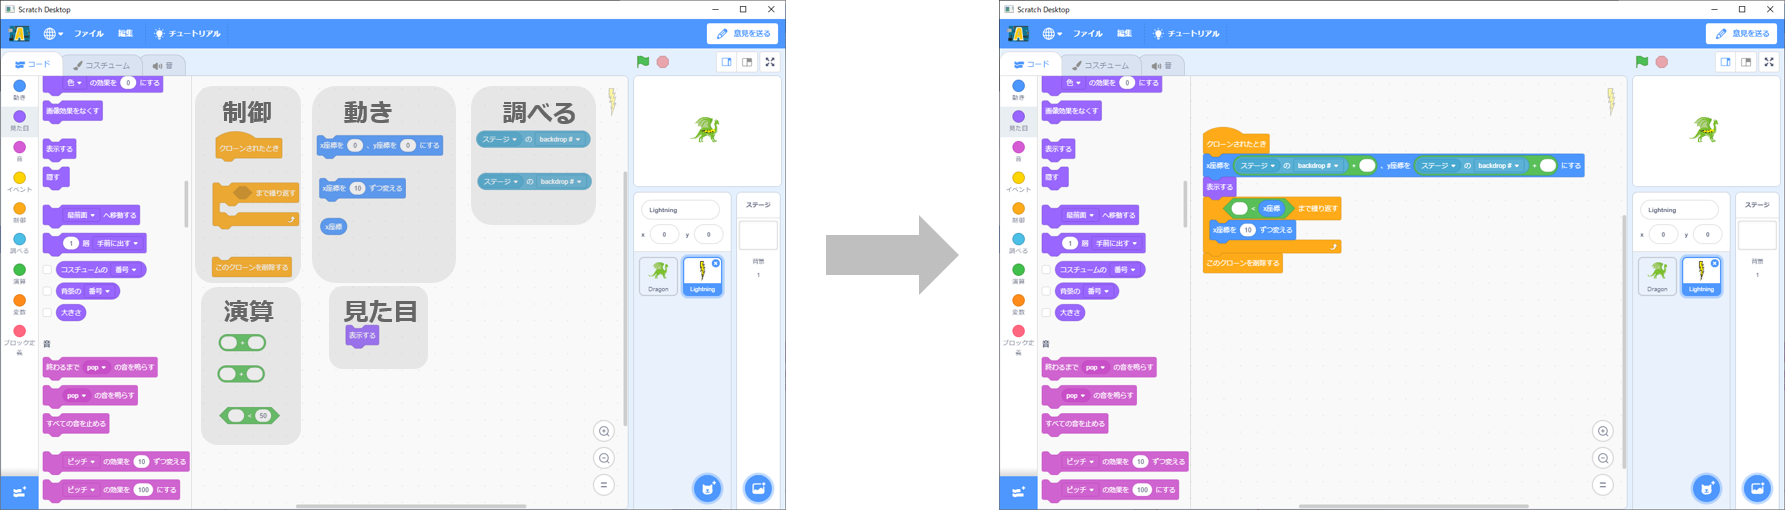 Scratch Desktop
ファイル 編集 チュートリアル 意見を送る
コード コスチューム 音
動き
見た目
音
イベント
制御
調べる
演算
変数
ブロック定義
色 の効果を 0 にする
画像効果をなくす
表示する
隠す
最前面 へ移動する
1 層 手前に出す
コスチュームの 番号
背景の 番号
大きさ
音
終わるまで pop の音を鳴らす
pop の音を鳴らす
すべての音を止める
ピッチ の効果を 10 ずつ変える
ピッチ の効果を 100 にする
制御
クローンされたとき
まで繰り返す
このクローンを削除する
動き
x座標を 0 、y座標を 0 にする
x座標を 10 ずつ変える
x座標
調べる
ステージ の backdrop #
ステージ の backdrop #
演算
+
+
< 50
見た目
表示する
Lightning
x 0 y 0
Dragon
Lightning
ステージ
背景
1
Scratch Desktop
ファイル 編集 チュートリアル 意見を送る
コード コスチューム 音
動き
見た目
音
イベント
制御
調べる
演算
変数
ブロック定義
色 の効果を 0 にする
画像効果をなくす
表示する
隠す
最前面 へ移動する
1 層 手前に出す
コスチュームの 番号
背景の 番号
大きさ
音
終わるまで pop の音を鳴らす
pop の音を鳴らす
すべての音を止める
ピッチ の効果を 10 ずつ変える
ピッチ の効果を 100 にする
クローンされたとき
x座標を ステージ の backdrop # + 、y座標を ステージ の backdrop # + にする
表示する
< x座標 まで繰り返す
x座標を 10 ずつ変える
このクローンを削除する
Lightning
x 0 y 0
Dragon
Lightning
ステージ
背景
1